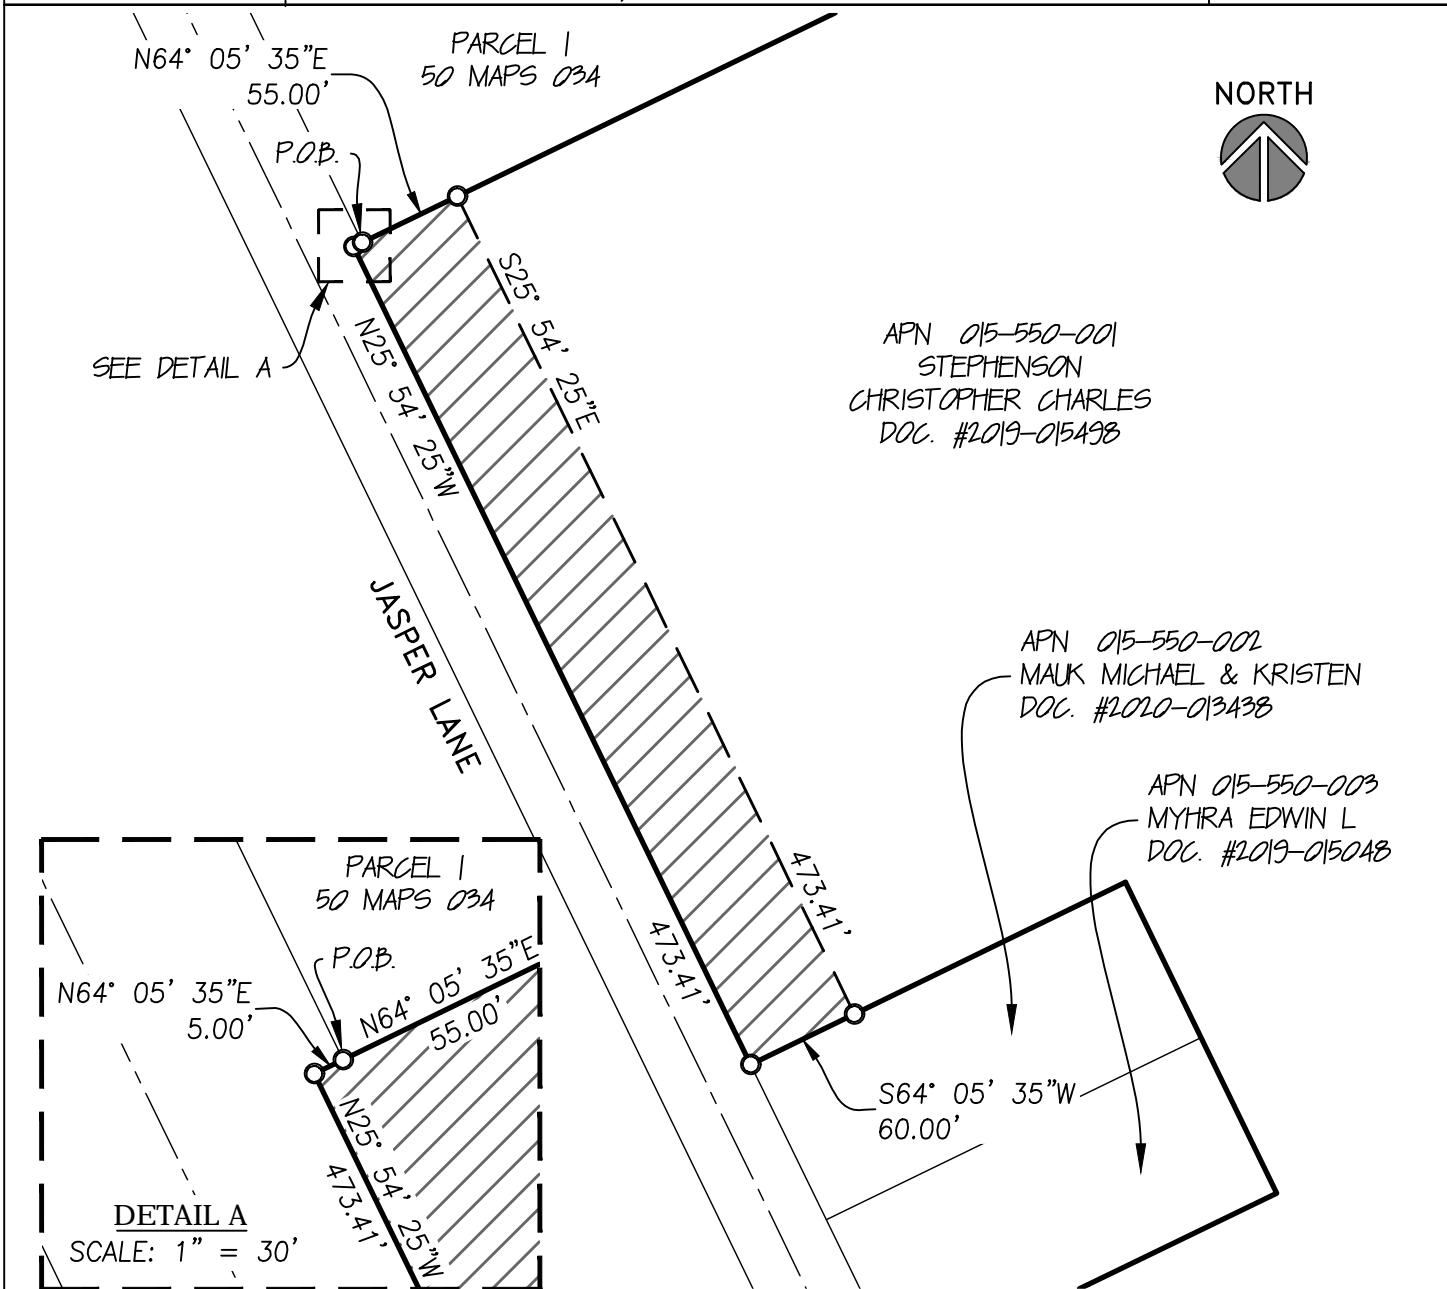 N64° 05' 35"E
55.00'
PARCEL 1
50 MAPS 034
NORTH
P.O.B.
SEE DETAIL A
N25° 54' 25"W
S25° 54' 25"E
APN 015-550-001
STEPHENSON
CHRISTOPHER CHARLES
DOC. #2019-015498
JASPER LANE
APN 015-550-002
MAUK MICHAEL & KRISTEN
DOC. #2020-013438
APN 015-550-003
MYHRA EDWIN L
DOC. #2019-015048
473.41'
473.41'
S64° 05' 35"W
60.00'
PARCEL 1
50 MAPS 034
P.O.B.
N64° 05' 35"E
5.00'
N64° 05' 35"E
55.00'
N25° 54' 25"W
473.41'
DETAIL A
SCALE: 1" = 30'